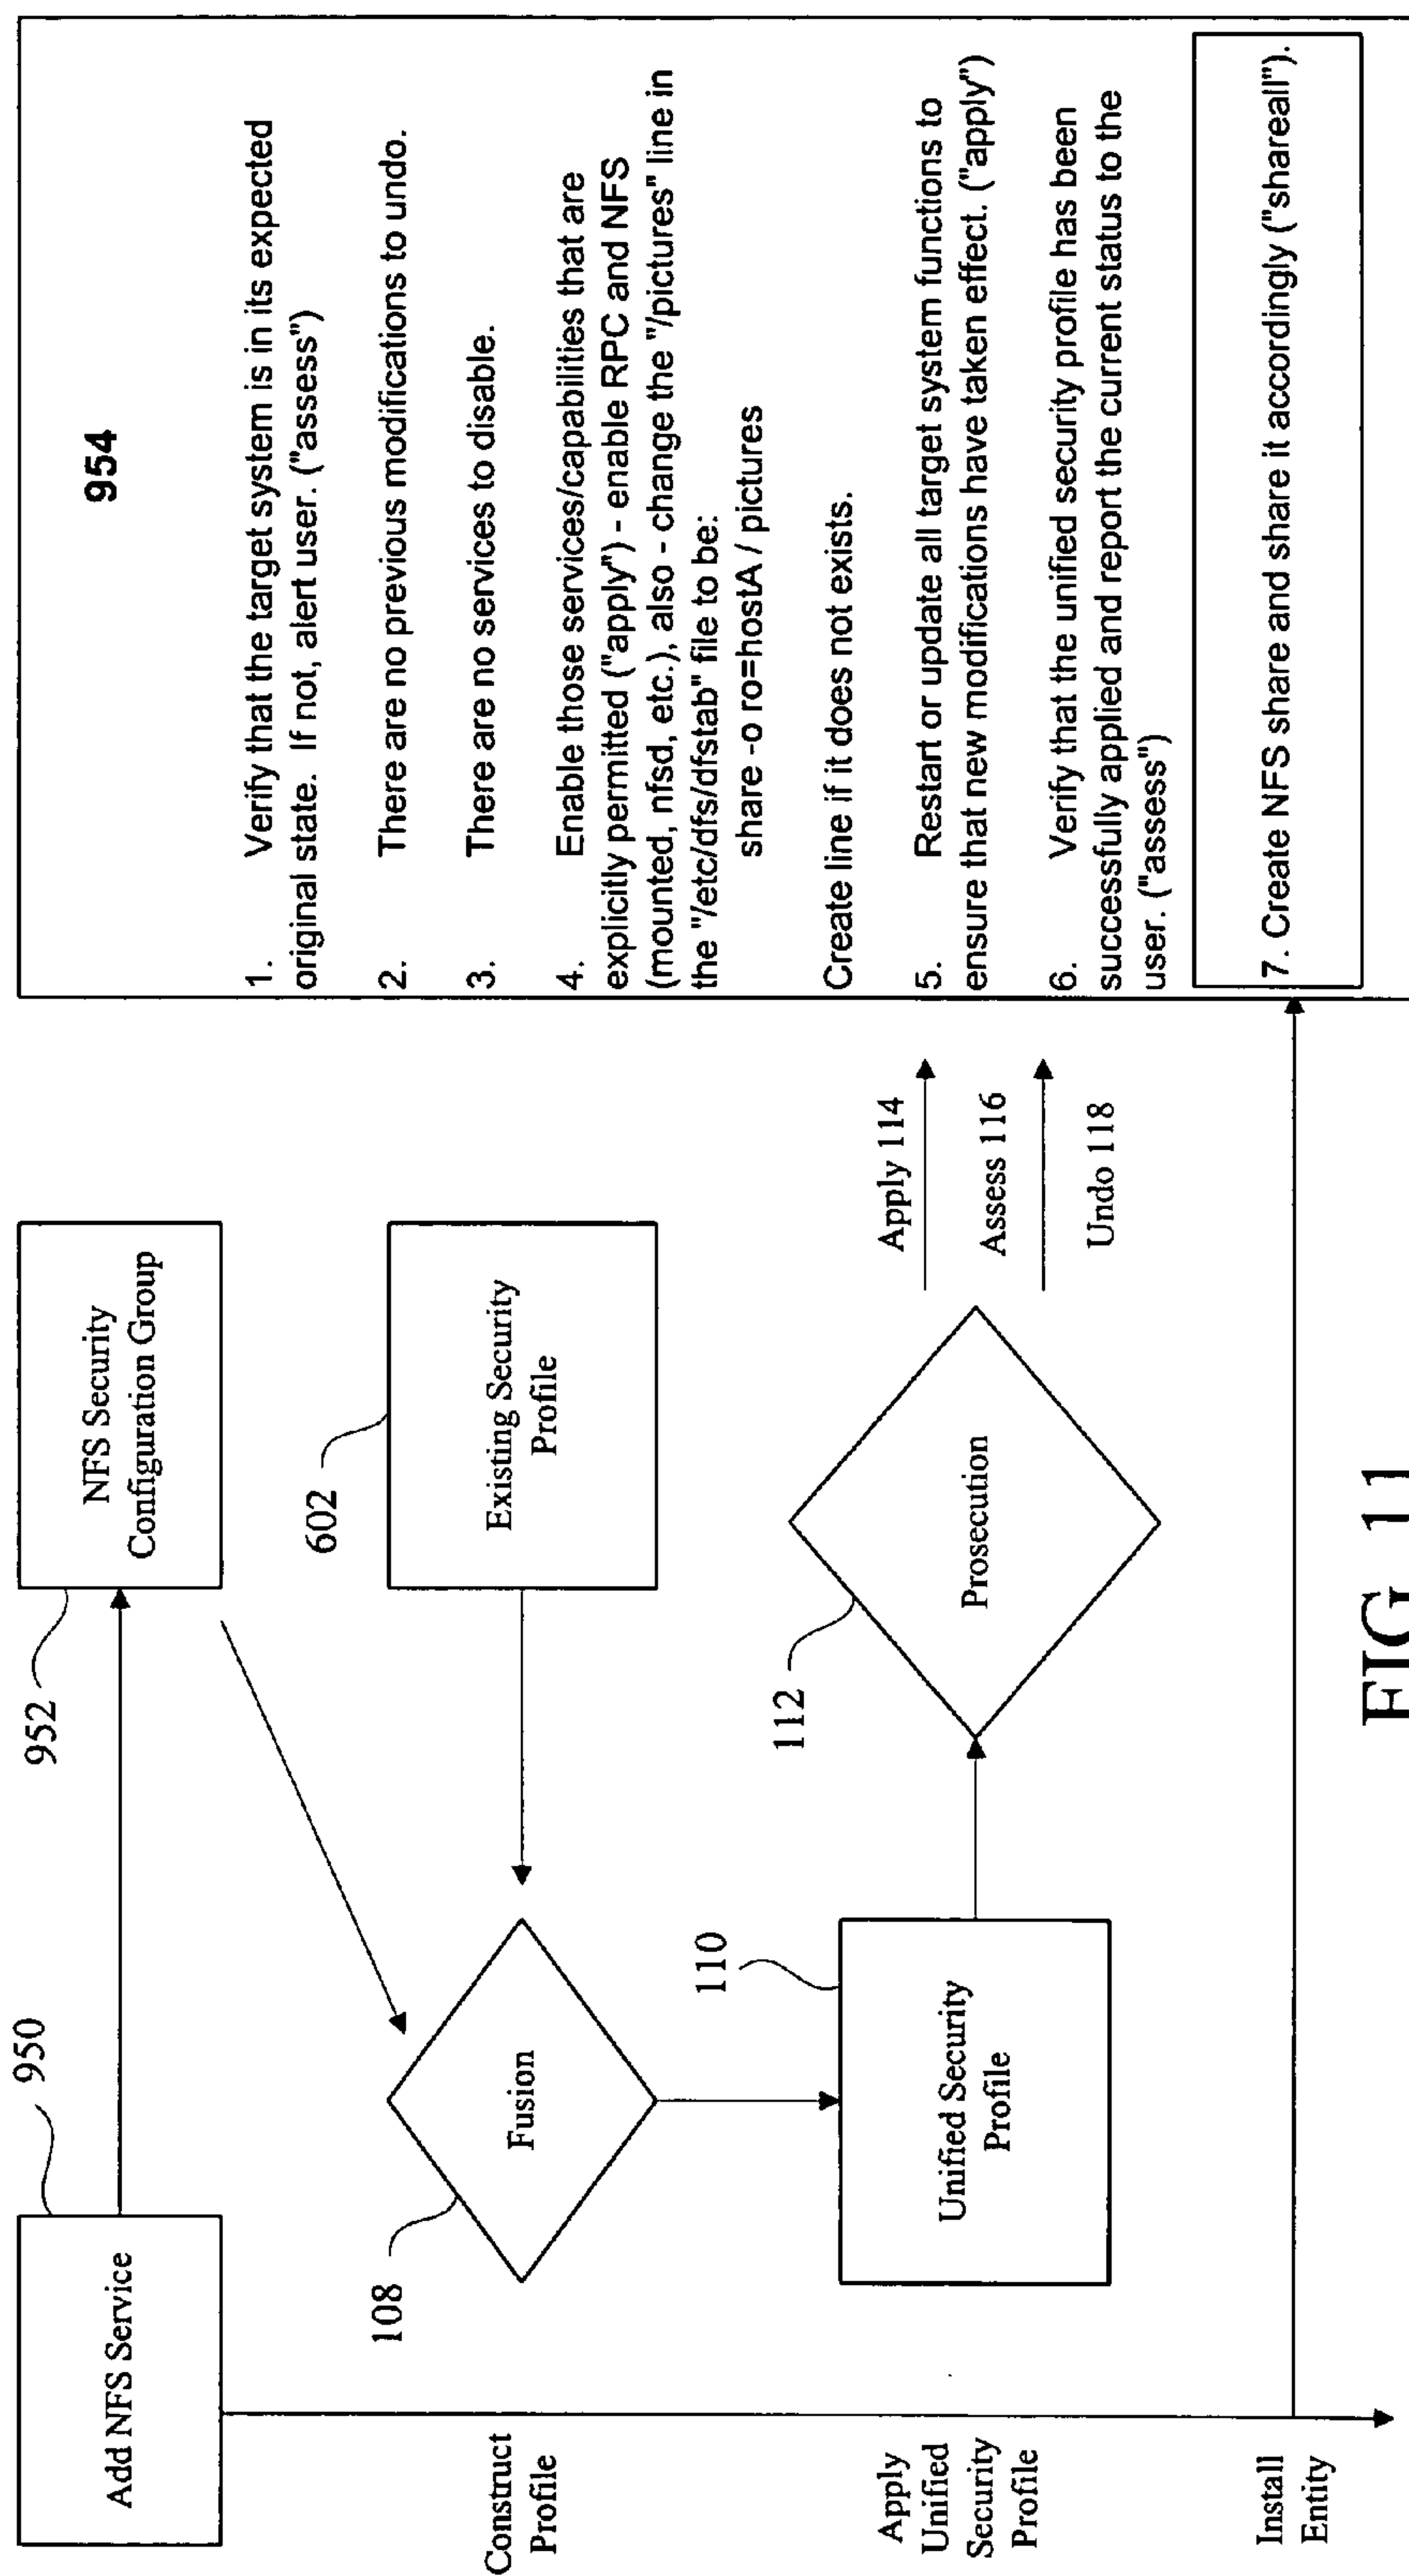 950
Add NFS Service
952
NFS Security
Configuration Group
Construct
Profile
108
Fusion
602
Existing Security
Profile
Apply
Unified
Security
Profile
110
Unified Security
Profile
112
Prosecution
Apply 114
Assess 116
Undo 118
Install
Entity
954
1. Verify that the target system is in its expected
original state. If not, alert user. ("assess")
2. There are no previous modifications to undo.
3. There are no services to disable.
4. Enable those services/capabilities that are
explicitly permitted ("apply") - enable RPC and NFS
(mounted, nfsd, etc.), also - change the "/pictures" line in
the "/etc/dfs/dfstab" file to be:
share -o ro=hostA / pictures
Create line if it does not exists.
5. Restart or update all target system functions to
ensure that new modifications have taken effect. ("apply")
6. Verify that the unified security profile has been
successfully applied and report the current status to the
user. ("assess")
7. Create NFS share and share it accordingly ("shareall").
FIG. 11